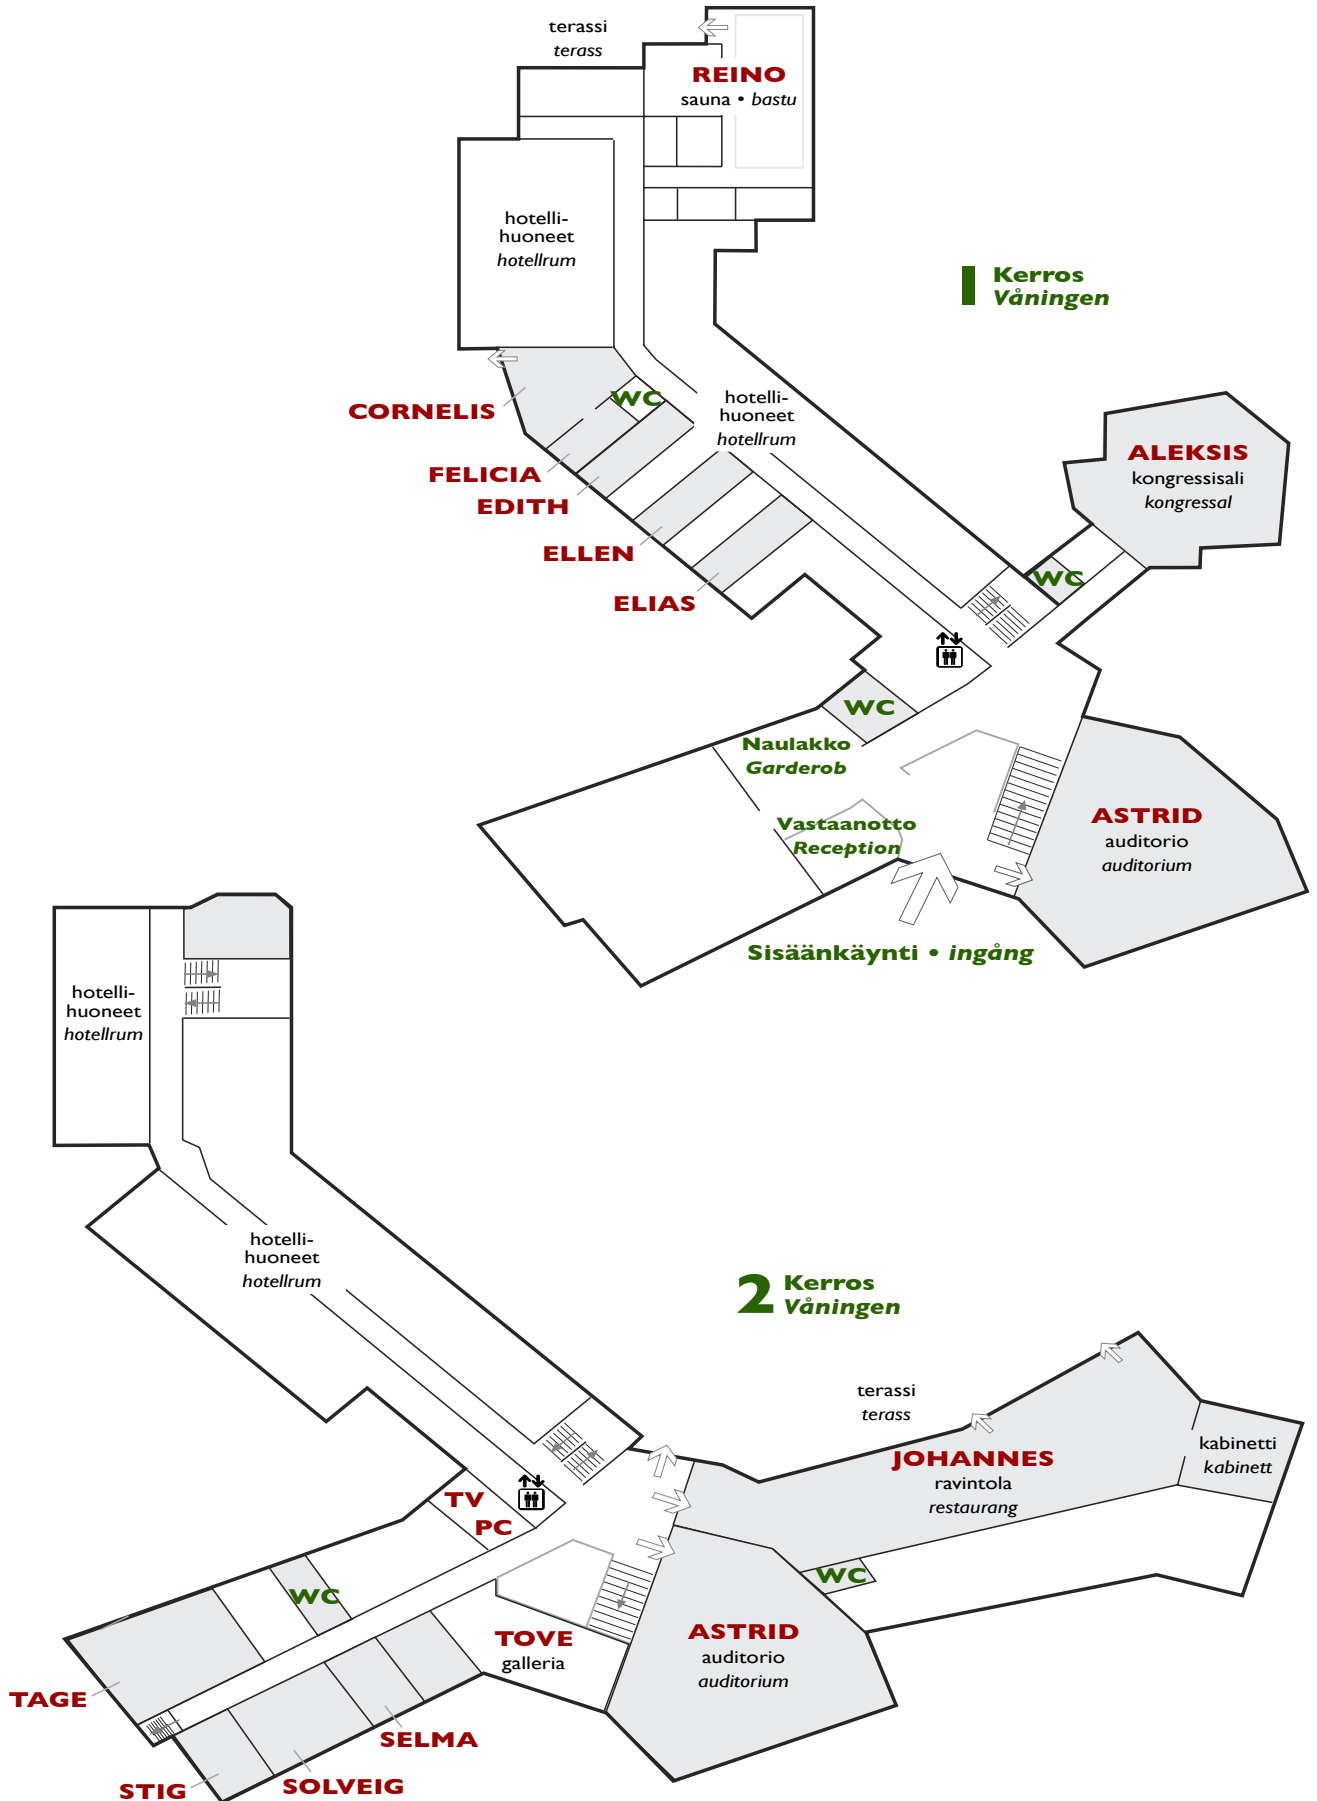 terassi
terass
REINO
sauna • bastu
hotelli-
huoneet
hotellrum
1 Kerros
Våningen
CORNELIS
WC
hotelli-
huoneet
hotellrum
ALEKSIS
kongressisali
kongressal
FELICIA
EDITH
ELLEN
WC
ELIAS
WC
Naulakko
Garderob
Vastaanotto
Reception
ASTRID
auditorio
auditorium
Sisäänkäynti • ingång
hotelli-
huoneet
hotellrum
hotelli-
huoneet
hotellrum
2 Kerros
Våningen
terassi
terass
JOHANNES
ravintola
restaurang
kabinetti
kabinett
TV
PC
WC
WC
TOVE
galleria
ASTRID
auditorio
auditorium
TAGE
SELMA
SOLVEIG
STIG